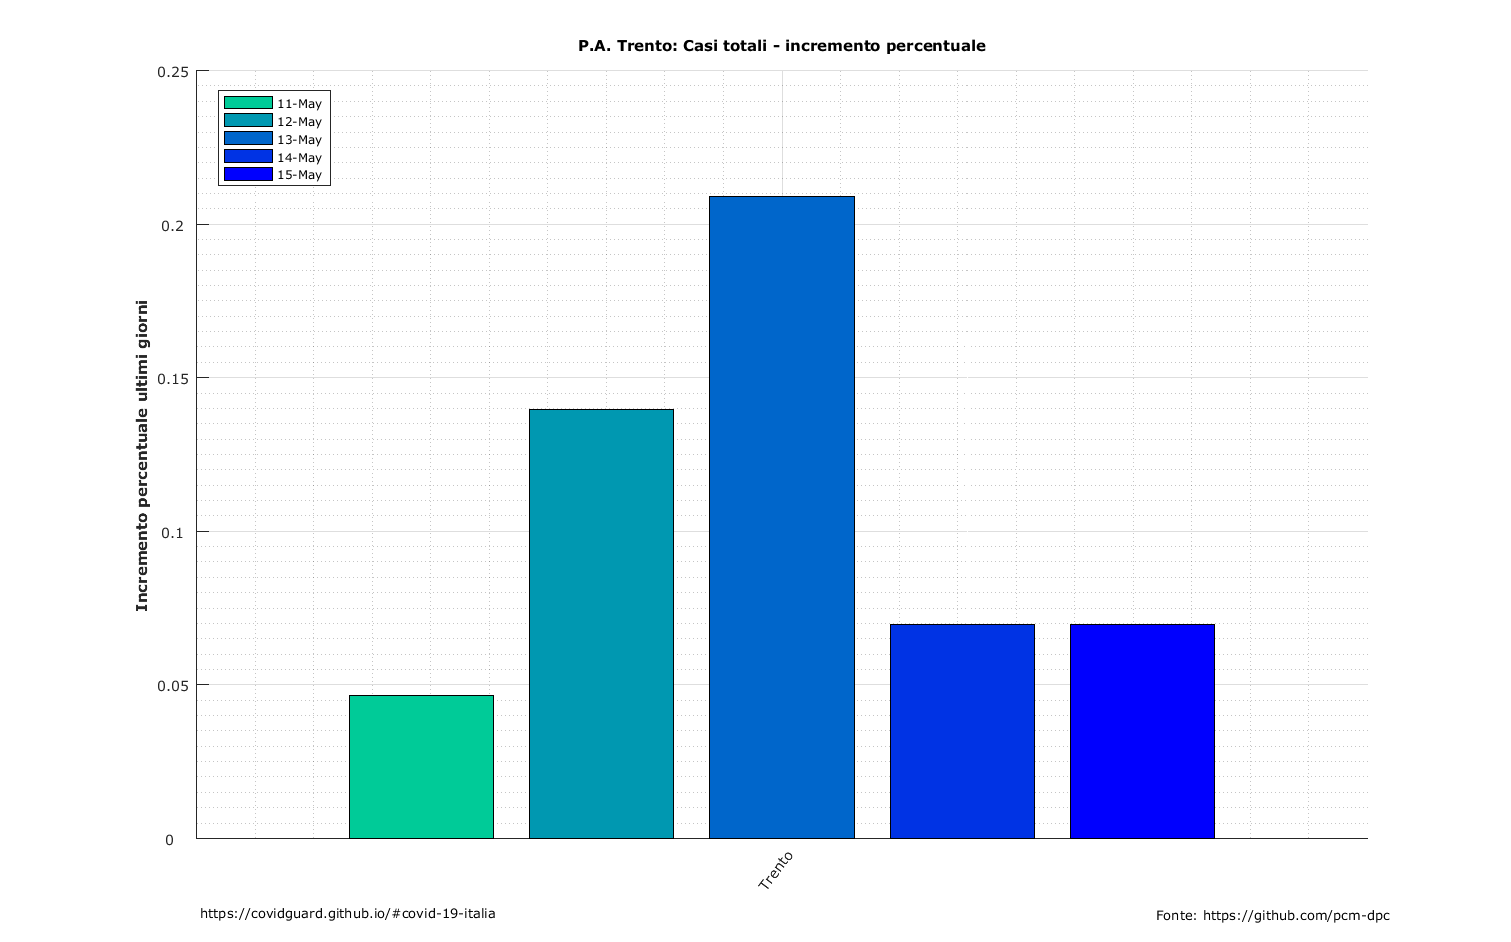 P.A. Trento: Casi totali - incremento percentuale
0.25
0.2
0.15
0.1
0.05
0
Incremento percentuale ultimi giorni
11-May
12-May
13-May
14-May
15-May
Trento
https://covidguard.github.io/#covid-19-italia
Fonte: https://github.com/pcm-dpc